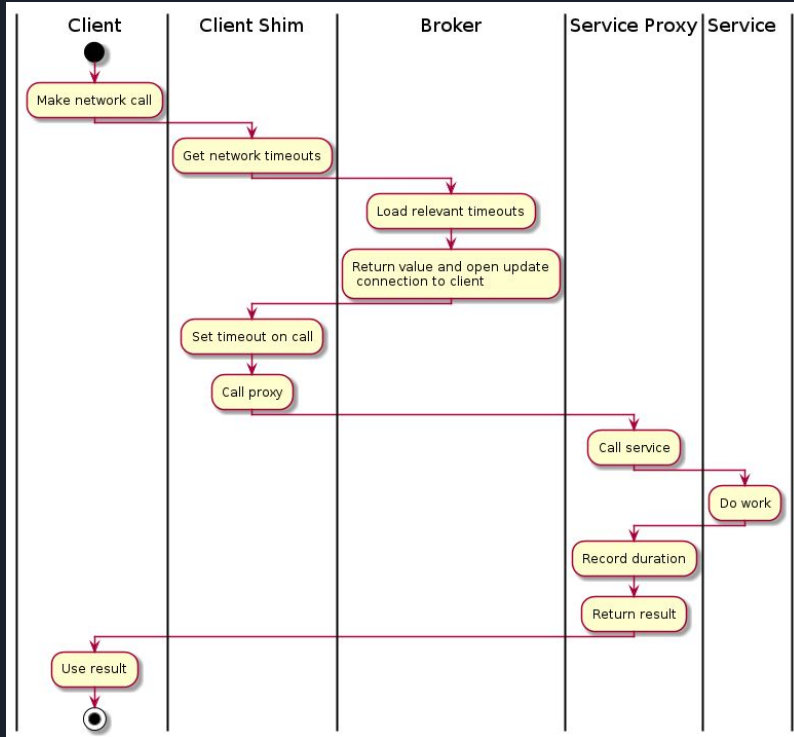 Client
Client Shim
Broker
Service Proxy
Service
Make network call
Get network timeouts
Load relevant timeouts
Return value and open update
connection to client
Set timeout on call
Call proxy
Call service
Do work
Record duration
Return result
Use result